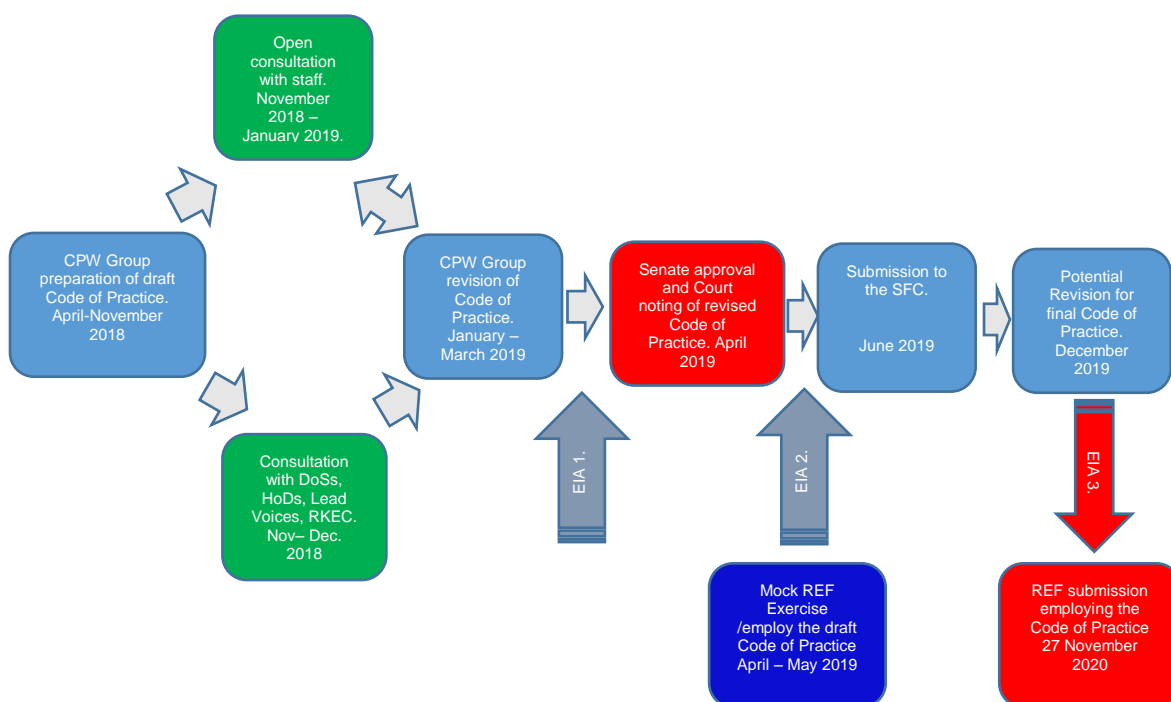 Open
consultation
with staff.
November
2018 –
January 2019.
CPW Group
preparation of draft
Code of Practice.
April-November
2018
CPW Group
revision of
Code of
Practice.
January –
March 2019
Senate approval
and Court
noting of revised
Code of
Practice. April
2019
Submission to
the SFC.
June 2019
Potential
Revision for
final Code of
Practice.
December
2019
Consultation
with DoSs,
HoDs, Lead
Voices, RKEC.
Nov– Dec.
2018
EIA 1.
EIA 2.
EIA 3.
Mock REF
Exercise
/employ the draft
Code of Practice
April – May 2019
REF submission
employing the
Code of Practice
27 November
2020